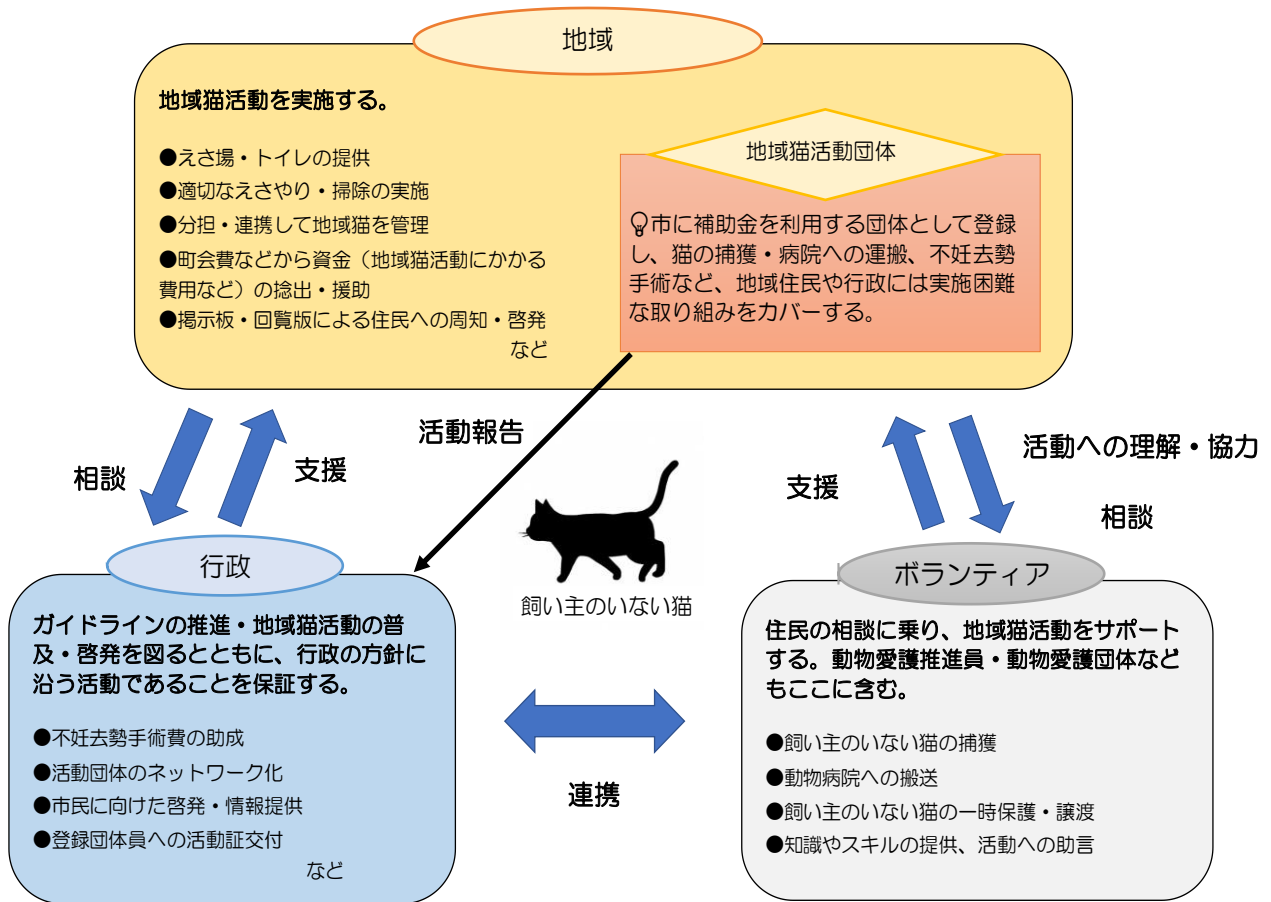 地域
地域猫活動を実施する。
●えさ場・トイレの提供
●適切なえさやり・掃除の実施
●分担・連携して地域猫を管理
●町会費などから資金（地域猫活動にかかる
費用など）の捻出・援助
●掲示板・回覧版による住民への周知・啓発
など
地域猫活動団体
市に補助金を利用する団体として登録
し、猫の捕獲・病院への運搬、不妊去勢
手術など、地域住民や行政には実施困難
な取り組みをカバーする。
相談
支援
活動報告
支援
活動への理解・協力
相談
飼い主のいない猫
行政
ガイドラインの推進・地域猫活動の普
及・啓発を図るとともに、行政の方針に
沿う活動であることを保証する。
●不妊去勢手術費の助成
●活動団体のネットワーク化
●市民に向けた啓発・情報提供
●登録団体員への活動証交付
など
連携
ボランティア
住民の相談に乗り、地域猫活動をサポート
する。動物愛護推進員・動物愛護団体など
もここに含む。
●飼い主のいない猫の捕獲
●動物病院への搬送
●飼い主のいない猫の一時保護・譲渡
●知識やスキルの提供、活動への助言